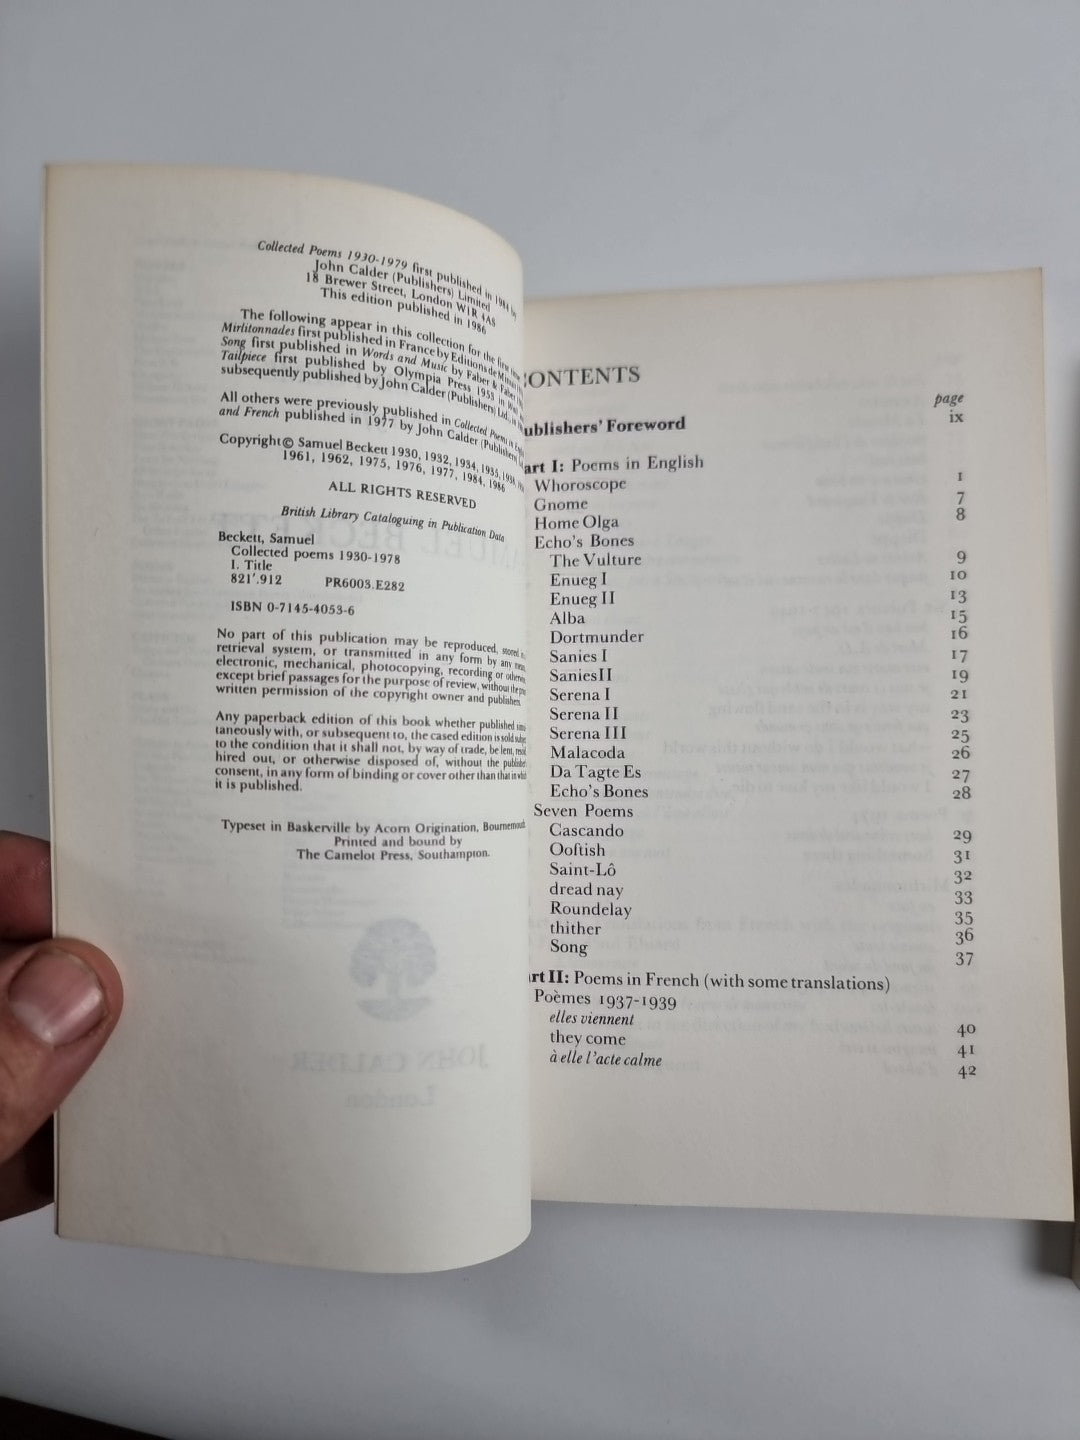 Collected Poems 1930-1979 first published in 1984 by
John Calder (Publishers) Limited
18 Brewer Street, London W1R 4AS
This edition published in 1986
The following appear in this collection for the first time
Mirlitonnades first published in France by Editions de Minuit
Song first published in Words and Music by Faber & Faber
Tailpiece first published by Olympia Press 1953 in Watt
subsequently published by John Calder (Publishers) Ltd.,
All others were previously published in Collected Poems in English
and French published in 1977 by John Calder (Publishers)
Copyright © Samuel Beckett 1930, 1932, 1934, 1935, 1938,
1961, 1962, 1975, 1976, 1977, 1984, 1986
ALL RIGHTS RESERVED
British Library Cataloguing in Publication Data
Beckett, Samuel
Collected poems 1930-1978
I. Title
821'.912 PR6003.E282
ISBN 0-7145-4053-6
No part of this publication may be reproduced, stored in
retrieval system, or transmitted in any form by any means
electronic, mechanical, photocopying, recording or otherwise,
except brief passages for the purpose of review, without the
written permission of the copyright owner and publisher.
Any paperback edition of this book whether published
taneously with, or subsequent to, the cased edition is sold
to the condition that it shall not, by way of trade, be lent,
hired out, or otherwise disposed of, without the
consent, in any form of binding or cover other than that in
it is published.
Typeset in Baskerville by Acorn Origination, Bournemouth
Printed and bound by
The Camelot Press, Southampton.
CONTENTS
page
ublishers' Foreword ix
art I: Poems in English
Whoroscope 1
Gnome 7
Home Olga 8
Echo's Bones
The Vulture 9
Enueg I 10
Enueg II 13
Alba 15
Dortmunder 16
Sanies I 17
SaniesII 19
Serena I 21
Serena II 23
Serena III 25
Malacoda 26
Da Tagte Es 27
Echo's Bones 28
Seven Poems
Cascando 29
Ooftish 31
Saint-Lô 32
dread nay 33
Roundelay 35
thither 36
Song 37
rt II: Poems in French (with some translations)
Poèmes 1937-1939
elles viennent 40
they come 41
à elle l'acte calme 42